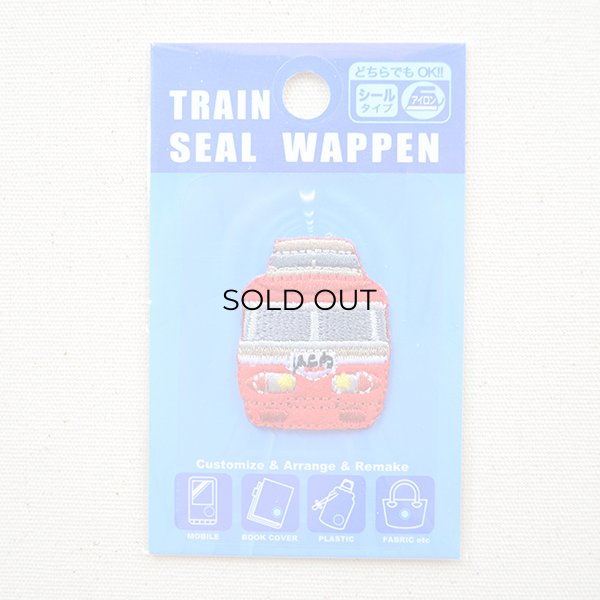 どちらでもOK!!
シール
タイプ
アイロン
TRAIN
SEAL WAPPEN
SOLD OUT
Customize & Arrange & Remake
MOBILE
BOOK COVER
PLASTIC
FABRIC etc